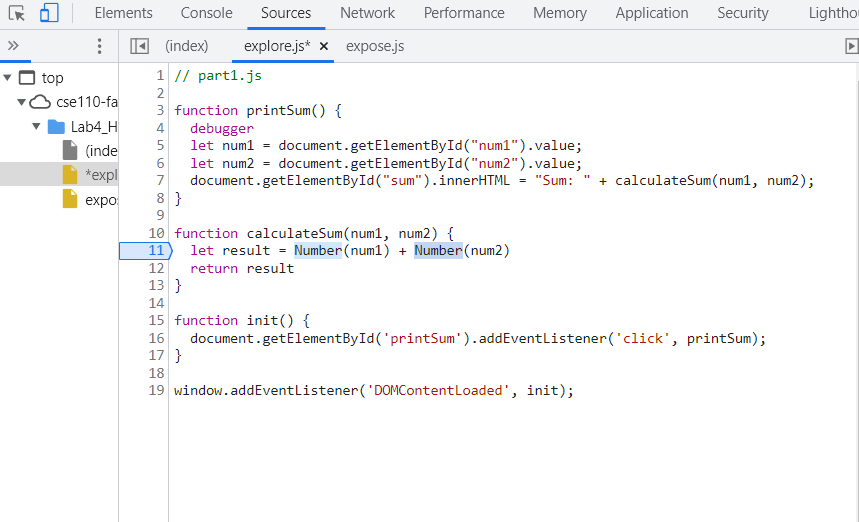 Elements Console Sources Network Performance Memory Application Security Lightho
» (index) explore.js* × expose.js
top
cse110-fa
Lab4_H
(inde
*expl
expo
1 // part1.js
2
3 function printSum() {
4 debugger
5 let num1 = document.getElementById("num1").value;
6 let num2 = document.getElementById("num2").value;
7 document.getElementById("sum").innerHTML = "Sum: " + calculateSum(num1, num2);
8 }
9
10 function calculateSum(num1, num2) {
11 let result = Number(num1) + Number(num2)
12 return result
13 }
14
15 function init() {
16 document.getElementById('printSum').addEventListener('click', printSum);
17 }
18
19 window.addEventListener('DOMContentLoaded', init);